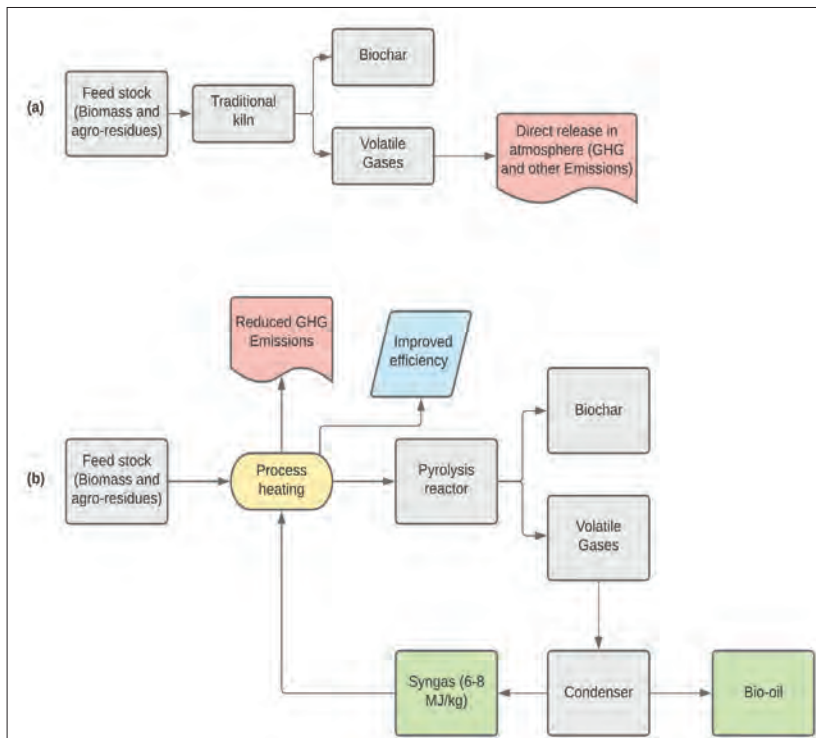 (a)
Feed stock
(Biomass and
agro-residues)
Traditional
kiln
Biochar
Volatile
Gases
Direct release in
atmosphere (GHG
and other Emissions)
(b)
Reduced GHG
Emissions
Improved
efficiency
Feed stock
(Biomass and
agro-residues)
Process
heating
Pyrolysis
reactor
Biochar
Volatile
Gases
Syngas (6-8
MJ/kg)
Condenser
Bio-oil